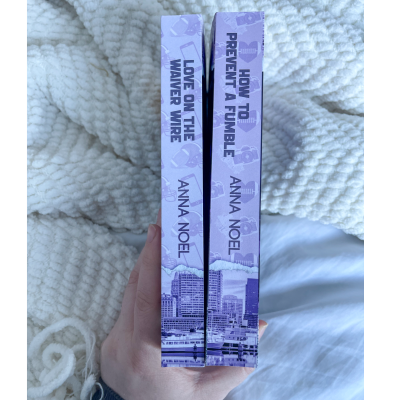 LOVE ON THE
WAIVER WIRE
ANNA NOEL
HOW TO
PREVENT A FUMBLE
ANNA NOEL